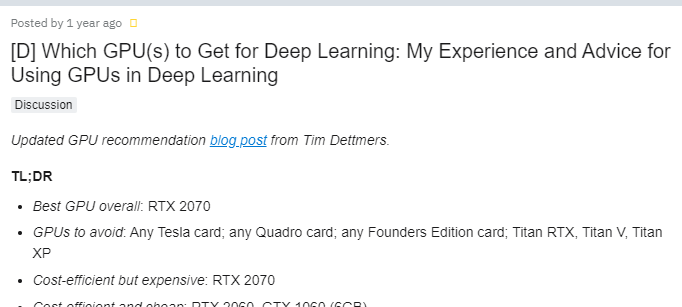 Posted by 1 year ago
[D] Which GPU(s) to Get for Deep Learning: My Experience and Advice for
Using GPUs in Deep Learning
Discussion
Updated GPU recommendation blog post from Tim Dettmers.
TL;DR
• Best GPU overall: RTX 2070
• GPUs to avoid: Any Tesla card; any Quadro card; any Founders Edition card; Titan RTX, Titan V, Titan
XP
• Cost-efficient but expensive: RTX 2070
• Cost-efficient and cheap: RTX 2060, GTX 1060 (6GB)